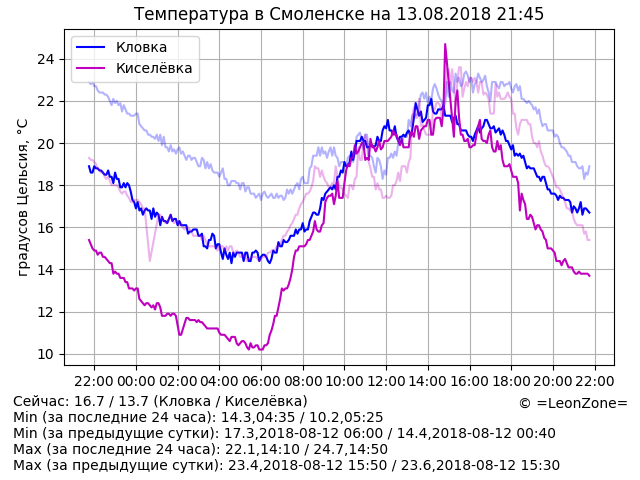 Температура в Смоленске на 13.08.2018 21:45
Кловка
Киселёвка
градусов Цельсия, °C
24
22
20
18
16
14
12
10
22:00 00:00 02:00 04:00 06:00 08:00 10:00 12:00 14:00 16:00 18:00 20:00 22:00
Сейчас: 16.7 / 13.7 (Кловка / Киселёвка)
© =LeonZone=
Min (за последние 24 часа): 14.3,04:35 / 10.2,05:25
Min (за предыдущие сутки): 17.3,2018-08-12 06:00 / 14.4,2018-08-12 00:40
Max (за последние 24 часа): 22.1,14:10 / 24.7,14:50
Max (за предыдущие сутки): 23.4,2018-08-12 15:50 / 23.6,2018-08-12 15:30